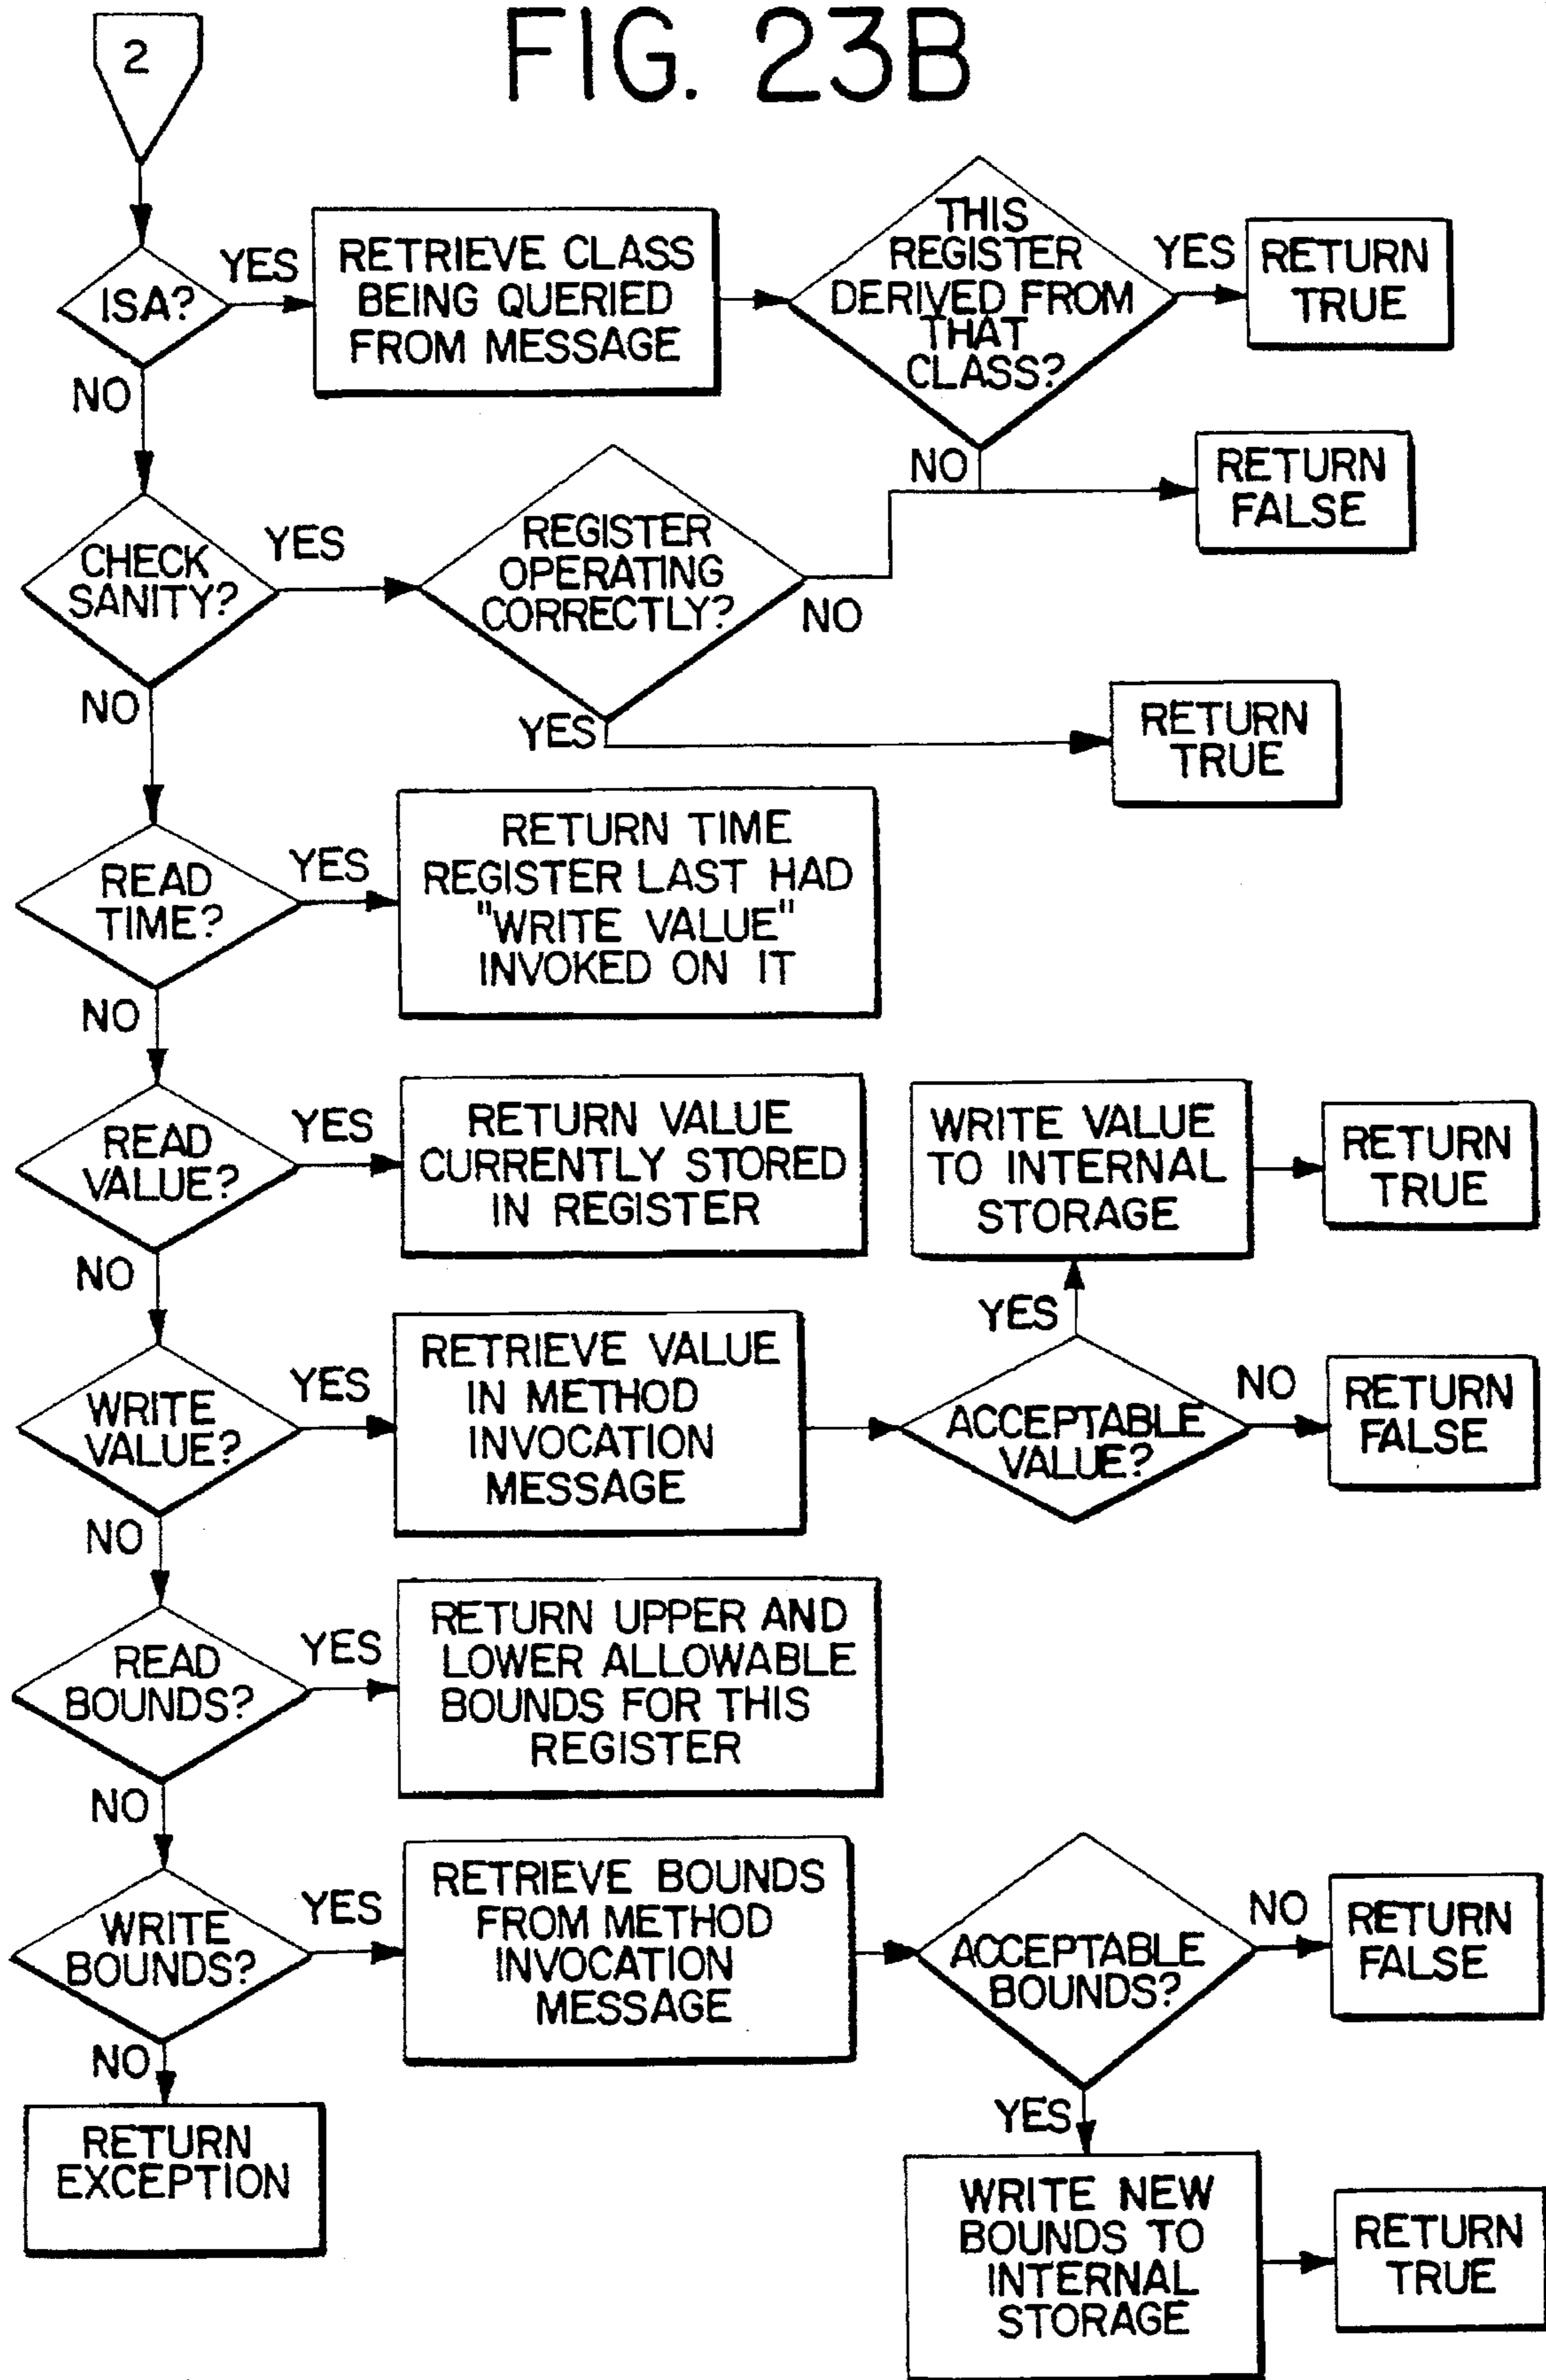 FIG. 23B
2
ISA?
YES
RETRIEVE CLASS
BEING QUERIED
FROM MESSAGE
THIS
REGISTER
DERIVED FROM
THAT
CLASS?
YES
RETURN
TRUE
NO
NO
RETURN
FALSE
CHECK
SANITY?
YES
REGISTER
OPERATING
CORRECTLY?
NO
YES
RETURN
TRUE
NO
READ
TIME?
YES
RETURN TIME
REGISTER LAST HAD
"WRITE VALUE"
INVOKED ON IT
NO
READ
VALUE?
YES
RETURN VALUE
CURRENTLY STORED
IN REGISTER
WRITE VALUE
TO INTERNAL
STORAGE
RETURN
TRUE
NO
WRITE
VALUE?
YES
RETRIEVE VALUE
IN METHOD
INVOCATION
MESSAGE
YES
ACCEPTABLE
VALUE?
NO
RETURN
FALSE
NO
READ
BOUNDS?
YES
RETURN UPPER AND
LOWER ALLOWABLE
BOUNDS FOR THIS
REGISTER
NO
WRITE
BOUNDS?
YES
RETRIEVE BOUNDS
FROM METHOD
INVOCATION
MESSAGE
ACCEPTABLE
BOUNDS?
NO
RETURN
FALSE
NO
RETURN
EXCEPTION
YES
WRITE NEW
BOUNDS TO
INTERNAL
STORAGE
RETURN
TRUE